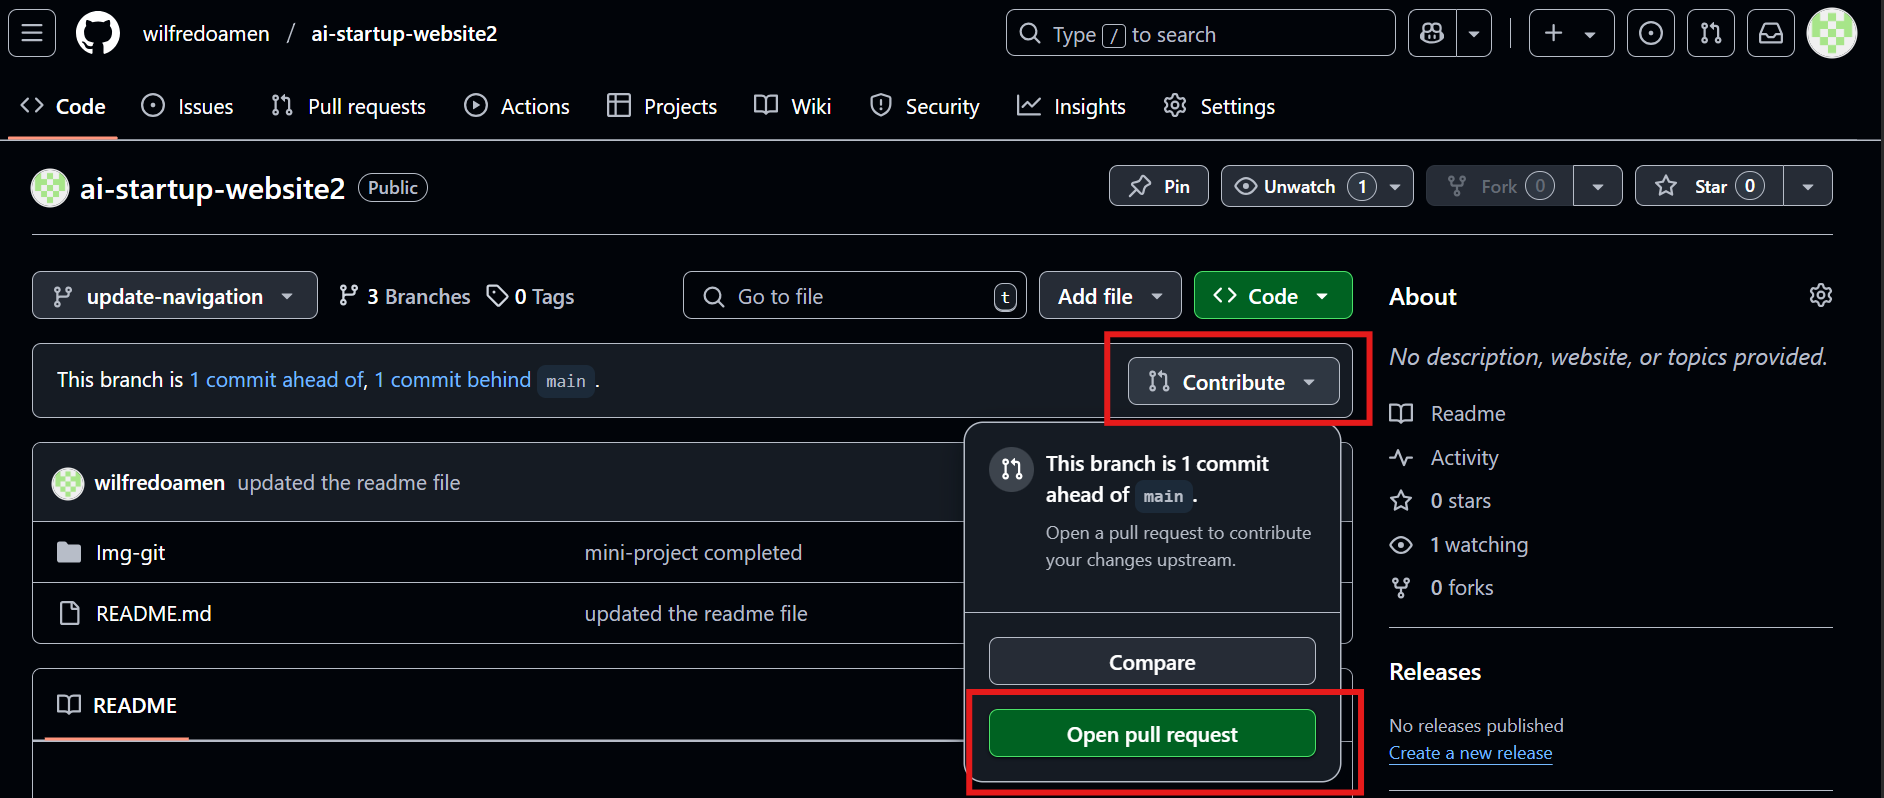 wilfredoamen / ai-startup-website2
Type / to search
Code Issues Pull requests Actions Projects Wiki Security Insights Settings
ai-startup-website2 Public
Pin Unwatch 1 Fork 0 Star 0
update-navigation 3 Branches 0 Tags Go to file t Add file Code
This branch is 1 commit ahead of, 1 commit behind main .
Contribute
This branch is 1 commit
ahead of main .
Open a pull request to contribute
your changes upstream.
Compare
Open pull request
wilfredoamen updated the readme file
Img-git mini-project completed
README.md updated the readme file
README
About
No description, website, or topics provided.
Readme
Activity
0 stars
1 watching
0 forks
Releases
No releases published
Create a new release